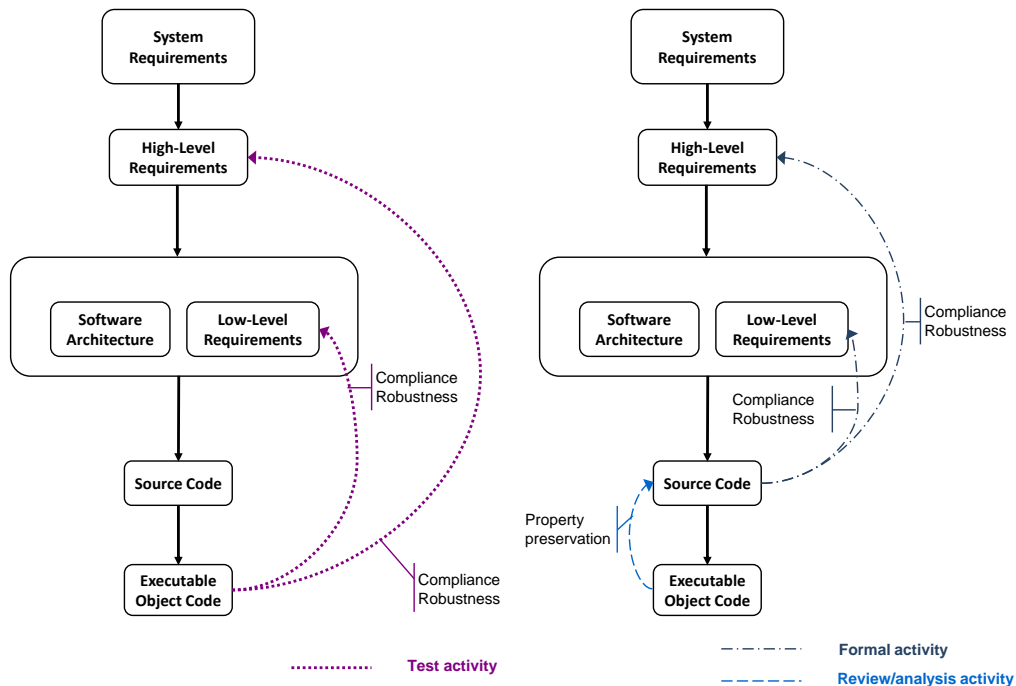 System
Requirements
High-Level
Requirements
Software
Architecture
Low-Level
Requirements
Compliance
Robustness
Source Code
Executable
Object Code
Compliance
Robustness
Test activity
System
Requirements
High-Level
Requirements
Compliance
Robustness
Software
Architecture
Low-Level
Requirements
Compliance
Robustness
Source Code
Property
preservation
Executable
Object Code
Formal activity
Review/analysis activity